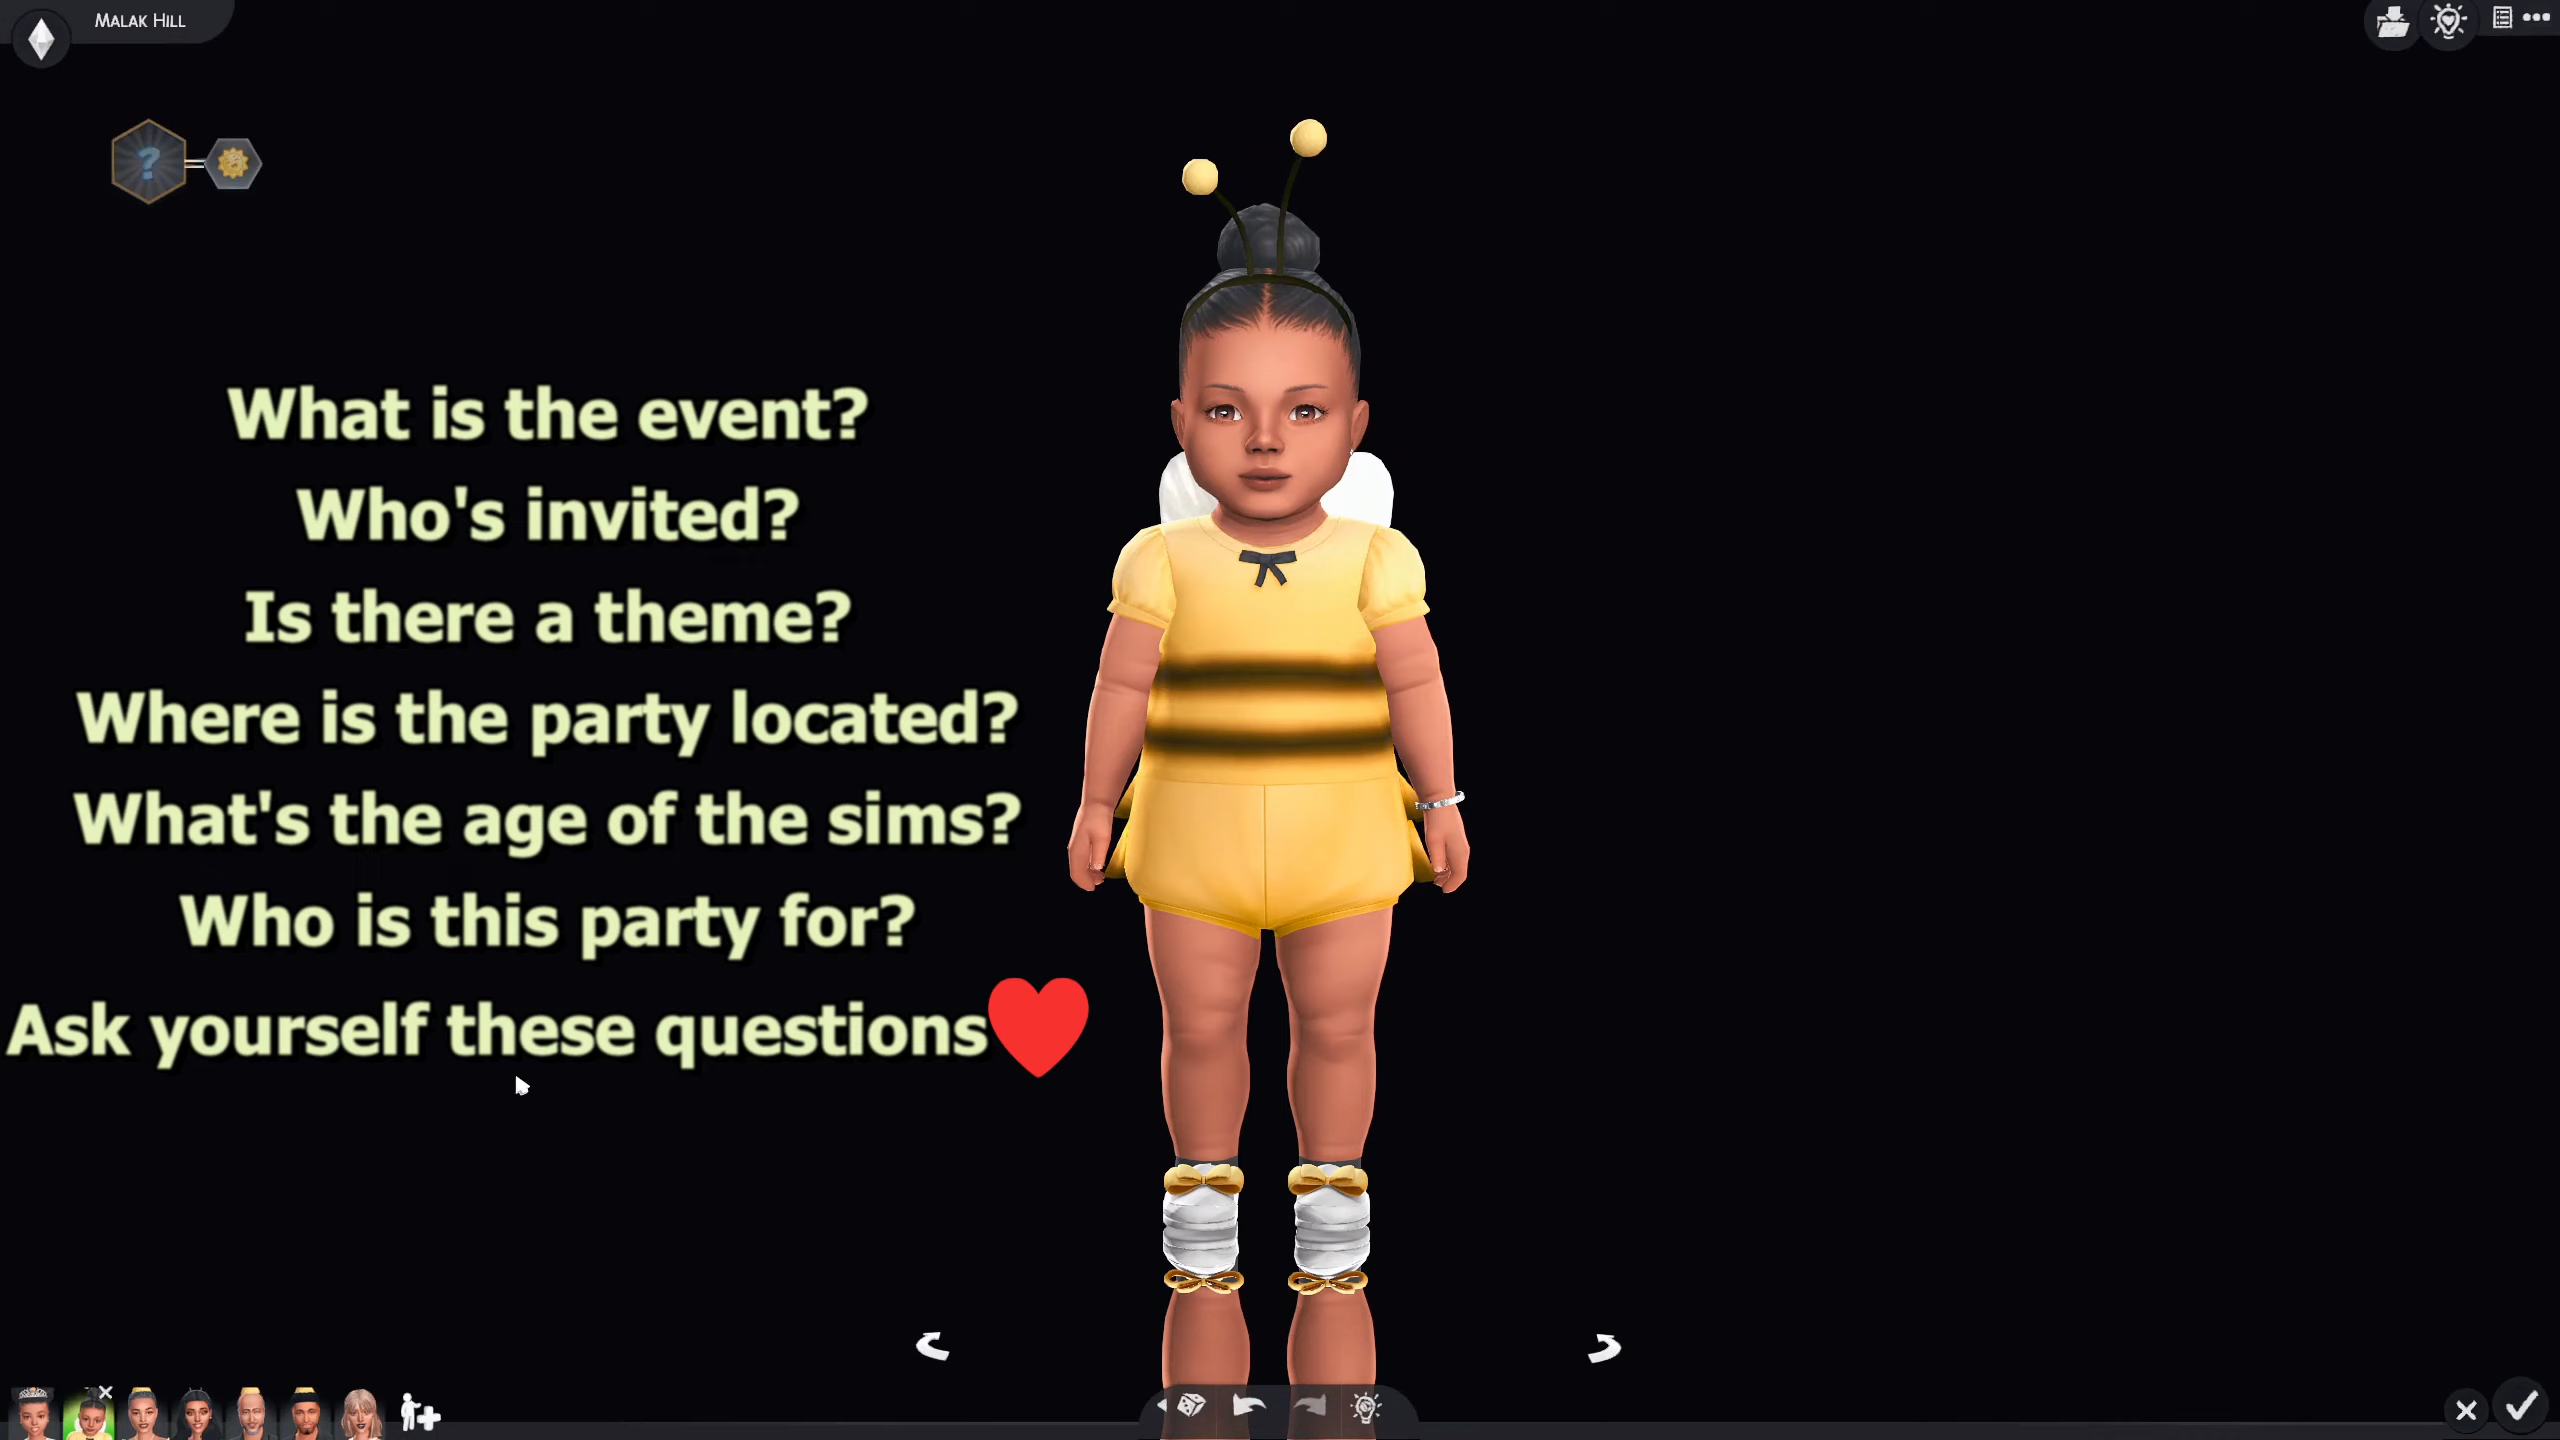 MALAK HILL
?
What is the event?
Who's invited?
Is there a theme?
Where is the party located?
What's the age of the sims?
Who is this party for?
Ask yourself these questions❤